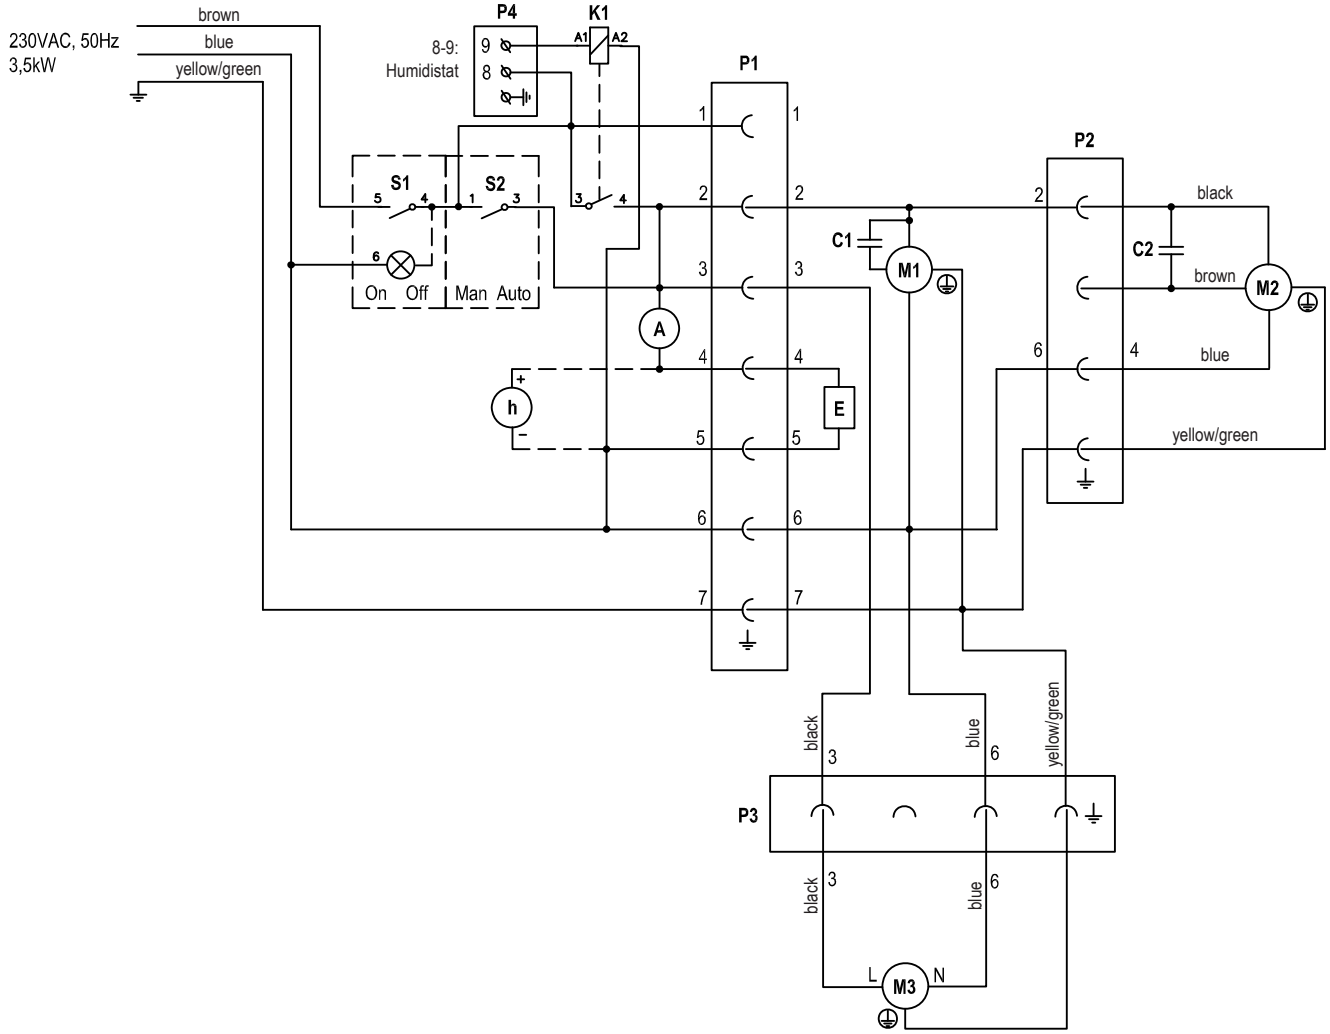 brown
P4
K1
230VAC, 50Hz
blue
8-9:
9
A1
A2
3,5kW
yellow/green
Humidistat
8
P1
1
1
P2
S1
S2
5
4
1
3
3
4
2
2
2
black
C1
C2
6
3
3
M1
brown
M2
On
Off
Man
Auto
A
4
4
6
4
blue
+
h
E
−
5
5
yellow/green
6
6
7
7
black
blue
yellow/green
3
6
P3
black
3
blue
6
L
M3
N